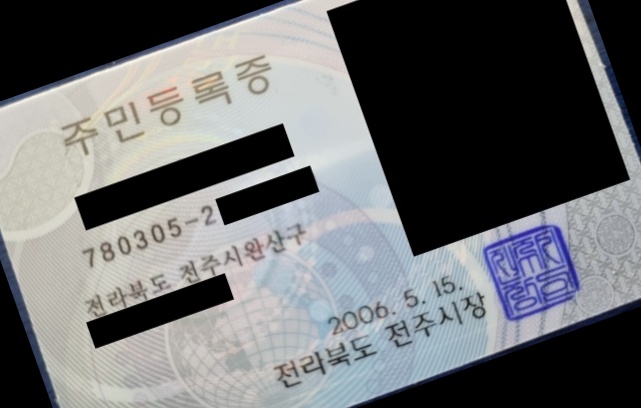 주민등록증
780305-2
전라북도 전주시완산구
2006. 5. 15.
전라북도 전주시장